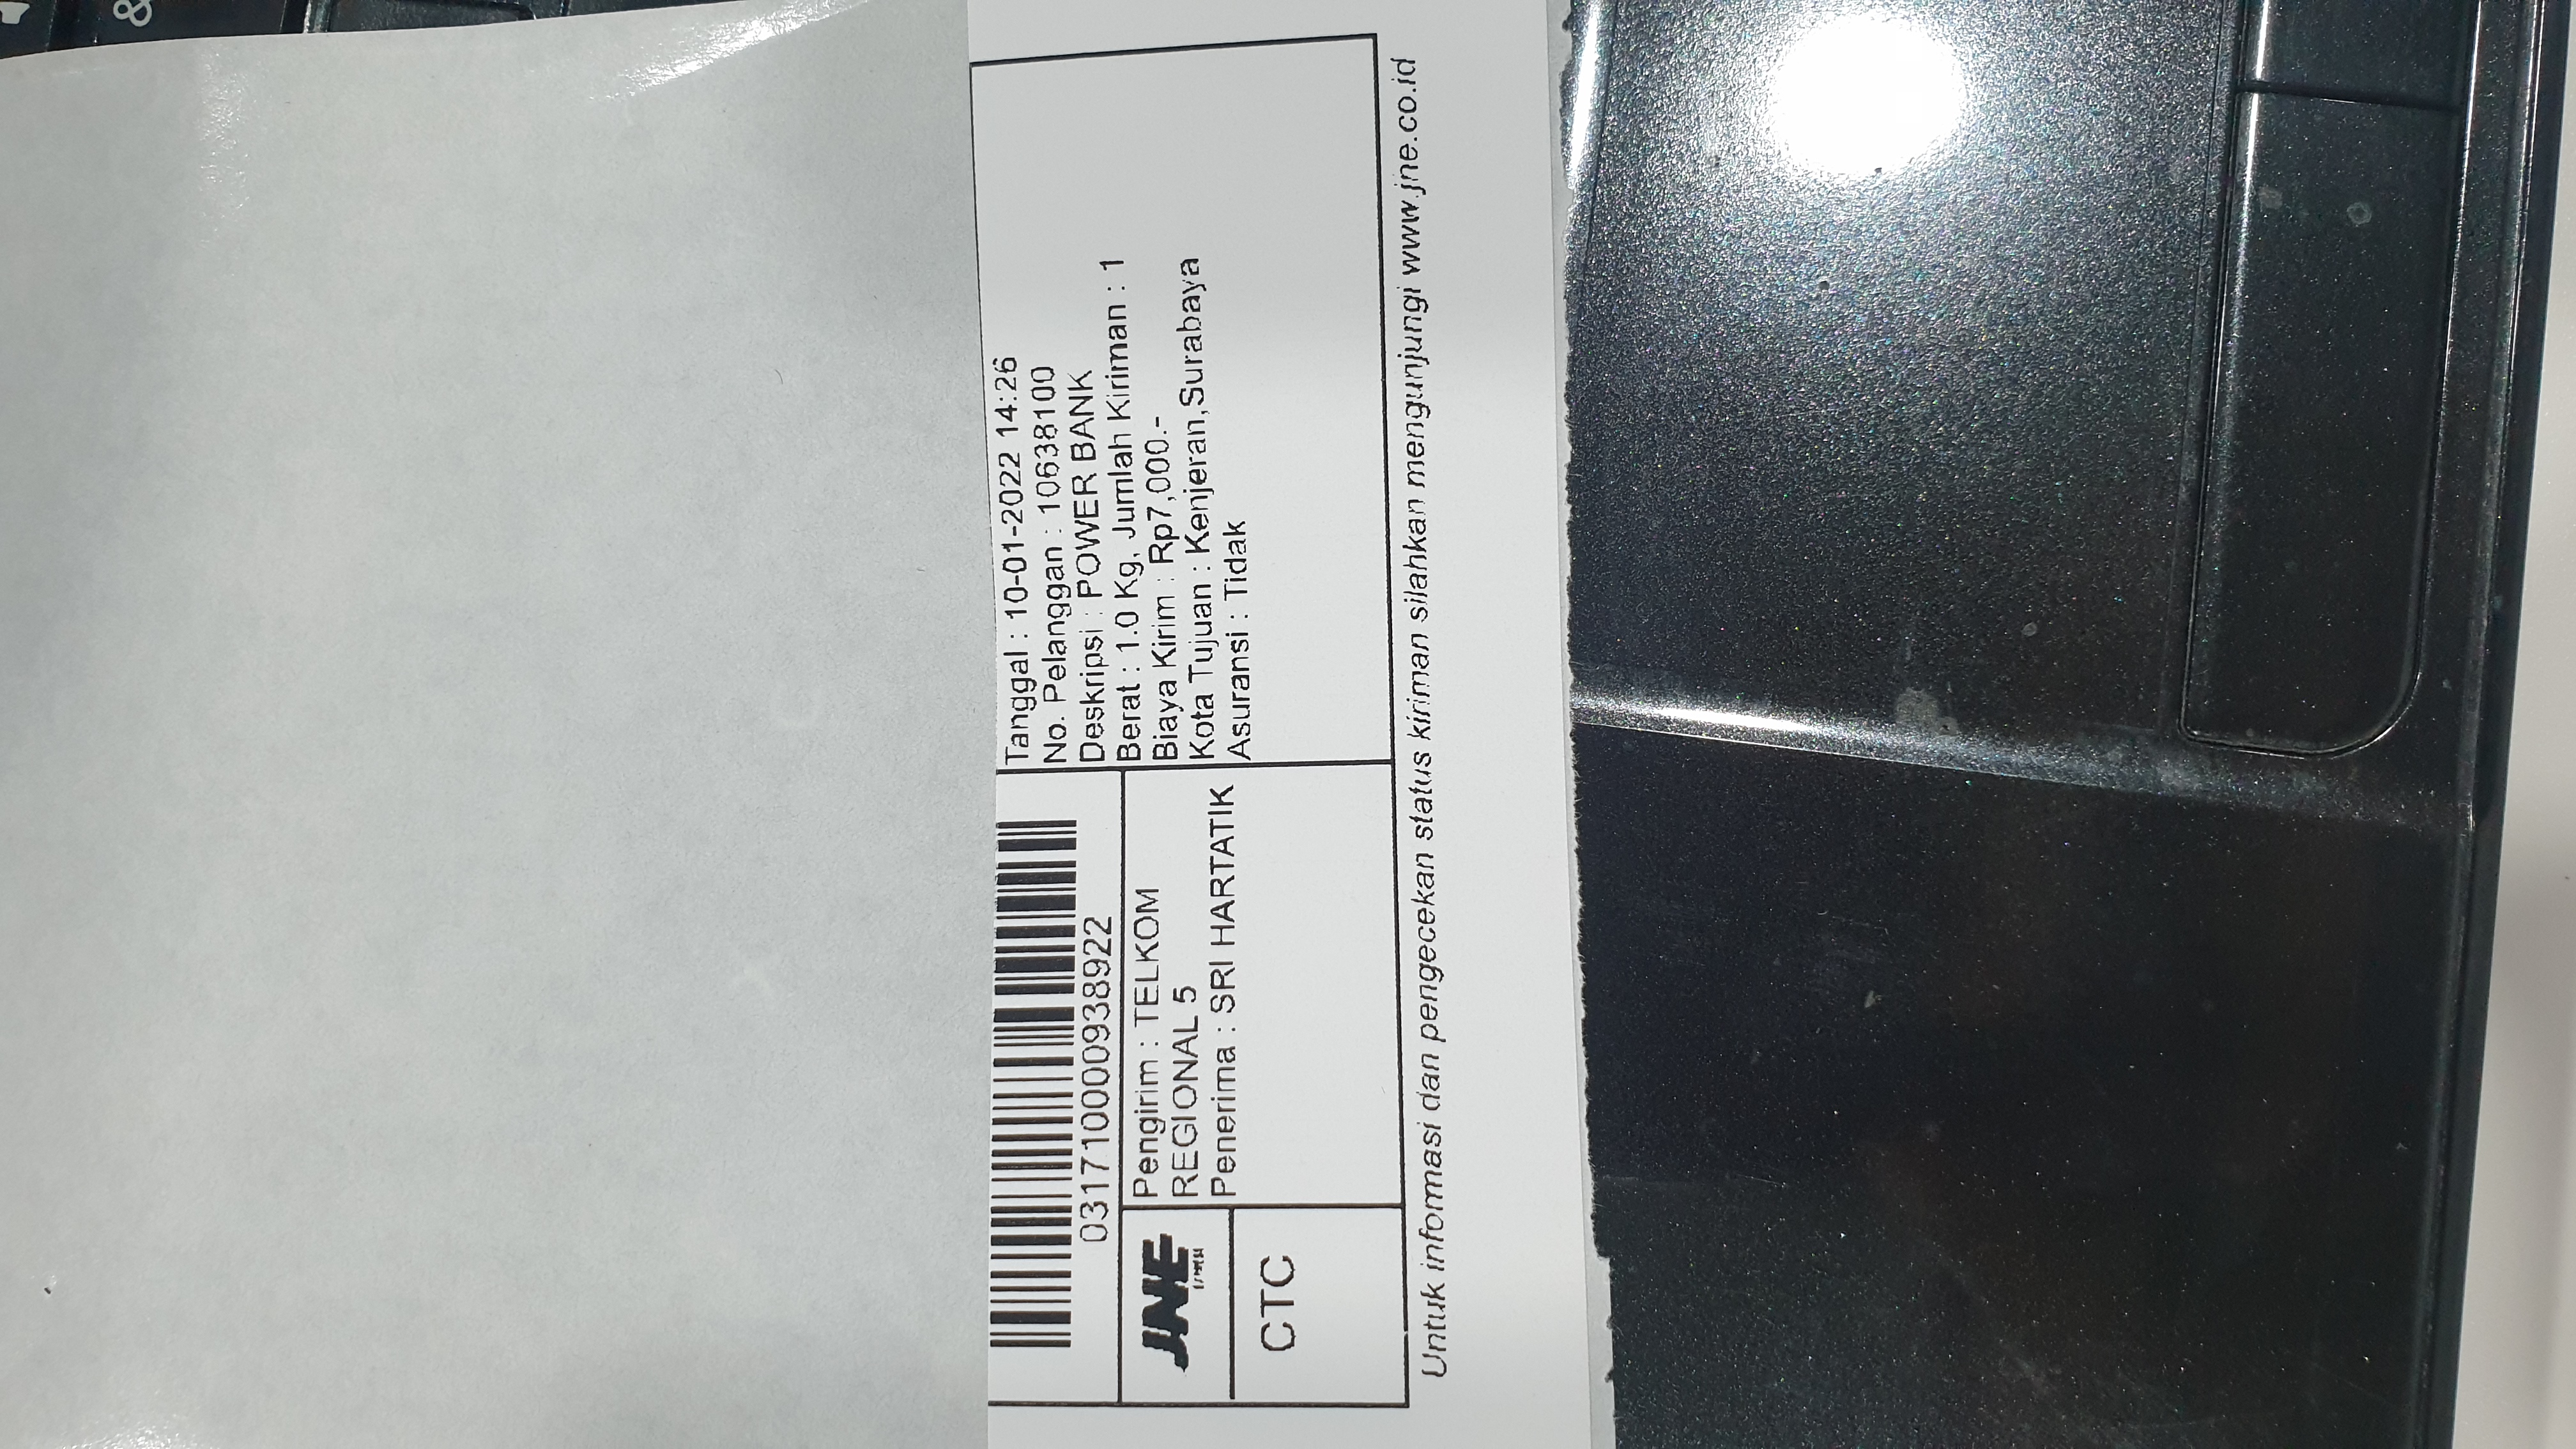 &
031710000938922
JNE
EXPRESS
CTC
Pengirim : TELKOM
REGIONAL 5
Penerima : SRI HARTATIK
Tanggal : 10-01-2022 14:26
No. Pelanggan : 10638100
Deskripsi : POWER BANK
Berat : 1.0 Kg, Jumlah Kiriman : 1
Biaya Kirim : Rp7,000.-
Kota Tujuan : Kenjeran,Surabaya
Asuransi : Tidak
Untuk informasi dan pengecekan status kiriman silahkan mengunjungi www.jne.co.id